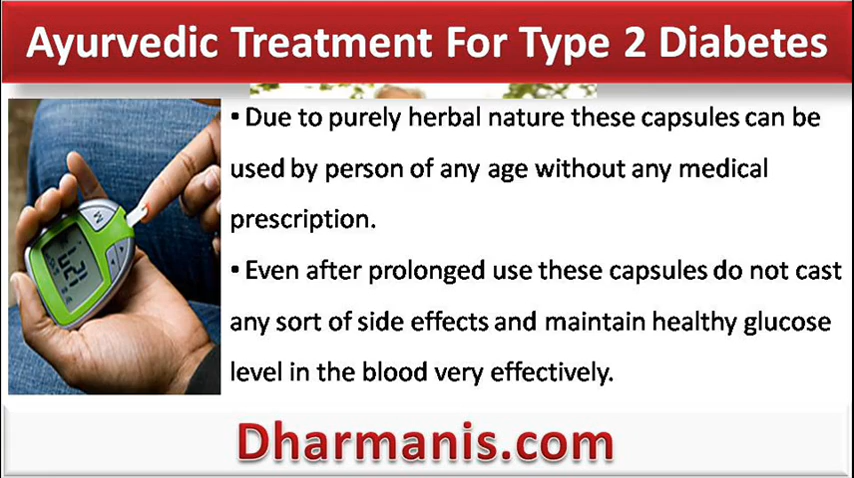 Ayurvedic Treatment For Type 2 Diabetes
• Due to purely herbal nature these capsules can be
used by person of any age without any medical
prescription.
• Even after prolonged use these capsules do not cast
any sort of side effects and maintain healthy glucose
level in the blood very effectively.
M
Dharmanis.com